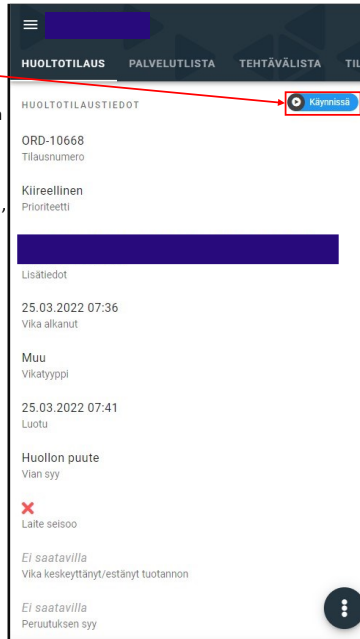 HUOLTOTILAUS PALVELUTLISTA TEHTÄVÄLISTA TIL
HUOLTOTILAUSTIEDOT
Käynnissä
ORD-10668
Tilausnumero
Kiireellinen
Prioriteetti
Lisätiedot
25.03.2022 07:36
Vika alkanut
Muu
Vikatyyppi
25.03.2022 07:41
Luotu
Huollon puute
Vian syy
Laite seisoo
Ei saatavilla
Vika keskeyttänyt/estänyt tuotannon
Ei saatavilla
Peruutuksen syy